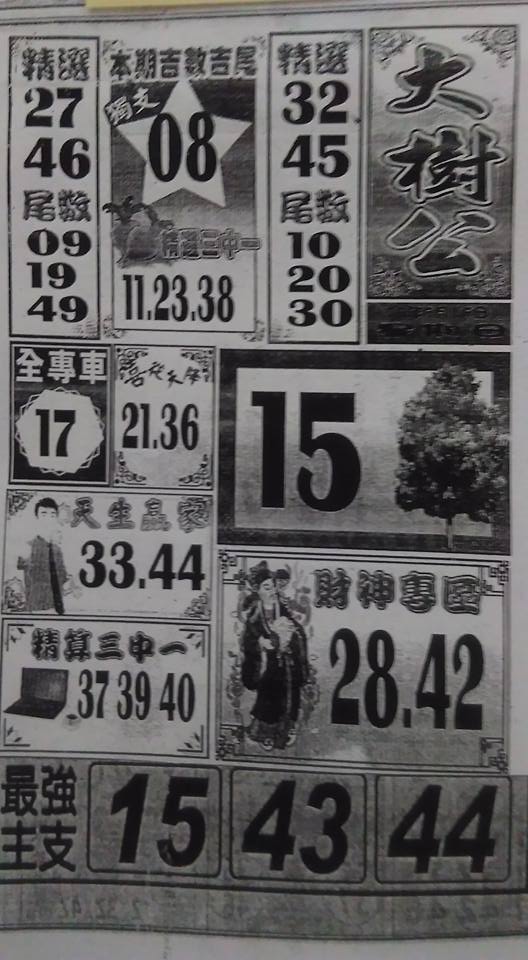 精選
27
46
尾数
09
19
49
本期吉數吉尾
獨支
08
精選三中一
11.23.38
精選
32
45
尾数
10
20
30
大樹公
全專車
17
21.36
15
天生贏家
33.44
財神專區
28.42
精算三中一
37 39 40
最強
主支
15
43
44